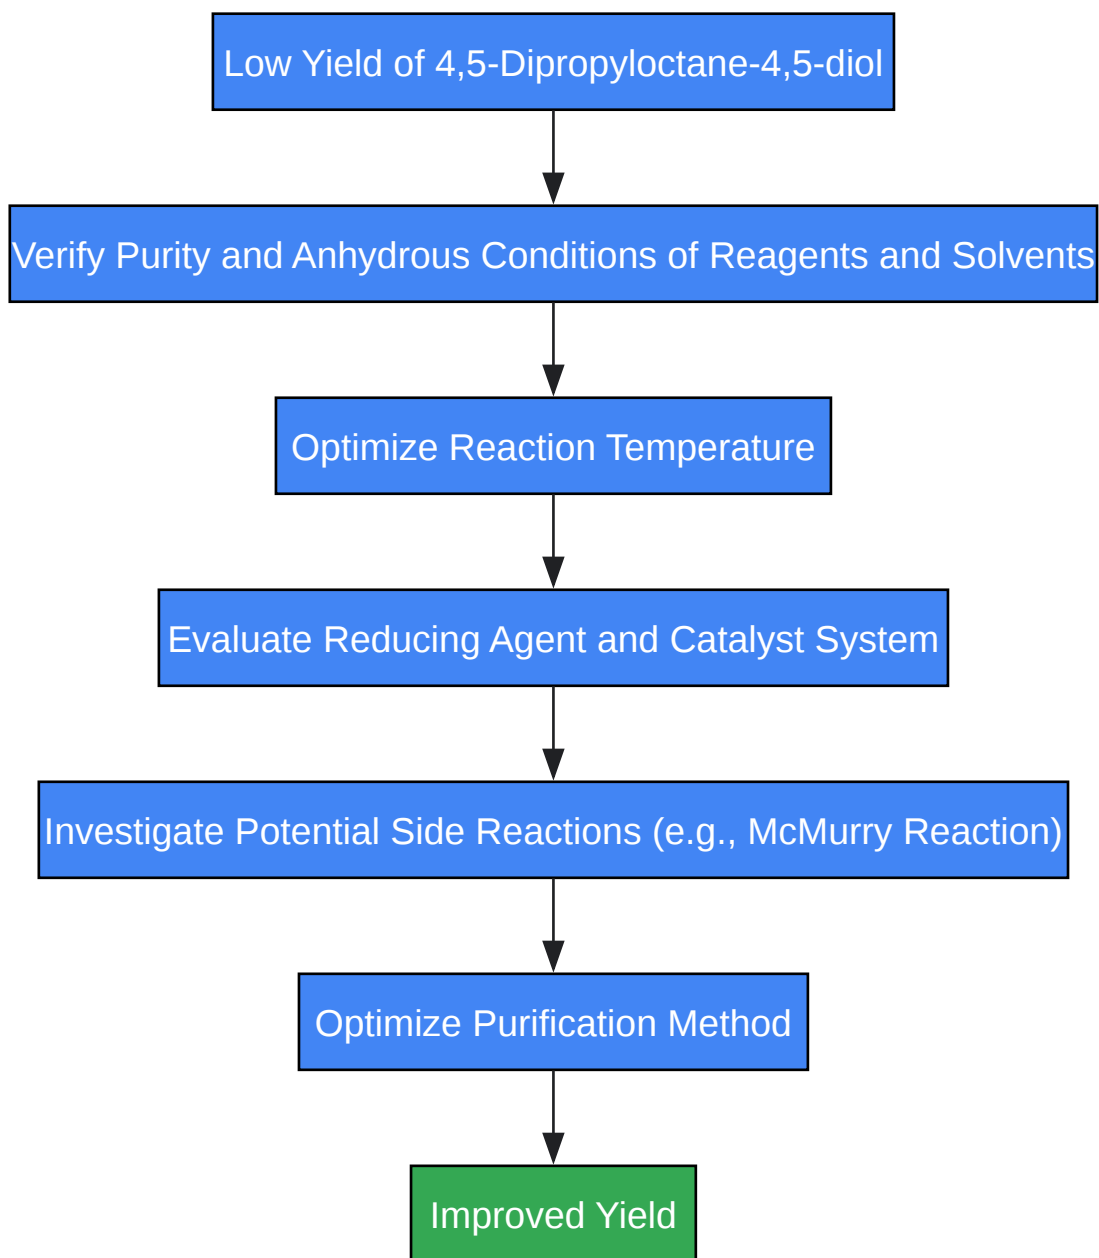 Low Yield of 4,5-Dipropyloctane-4,5-diol
Verify Purity and Anhydrous Conditions of Reagents and Solvents
Optimize Reaction Temperature
Evaluate Reducing Agent and Catalyst System
Investigate Potential Side Reactions (e.g., McMurry Reaction)
Optimize Purification Method
Improved Yield